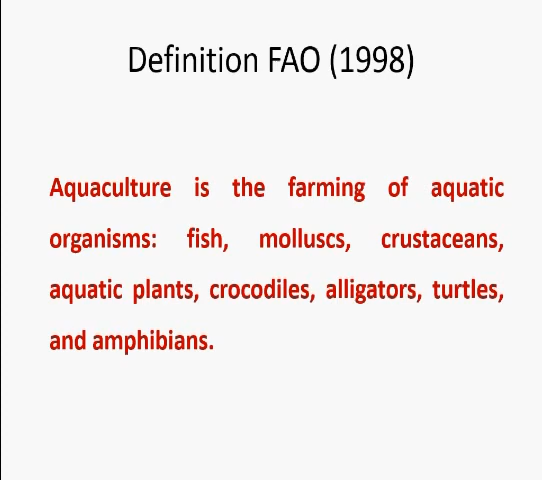 Definition FAO (1998)
Aquaculture is the farming of aquatic
organisms: fish, molluscs, crustaceans,
aquatic plants, crocodiles, alligators, turtles,
and amphibians.